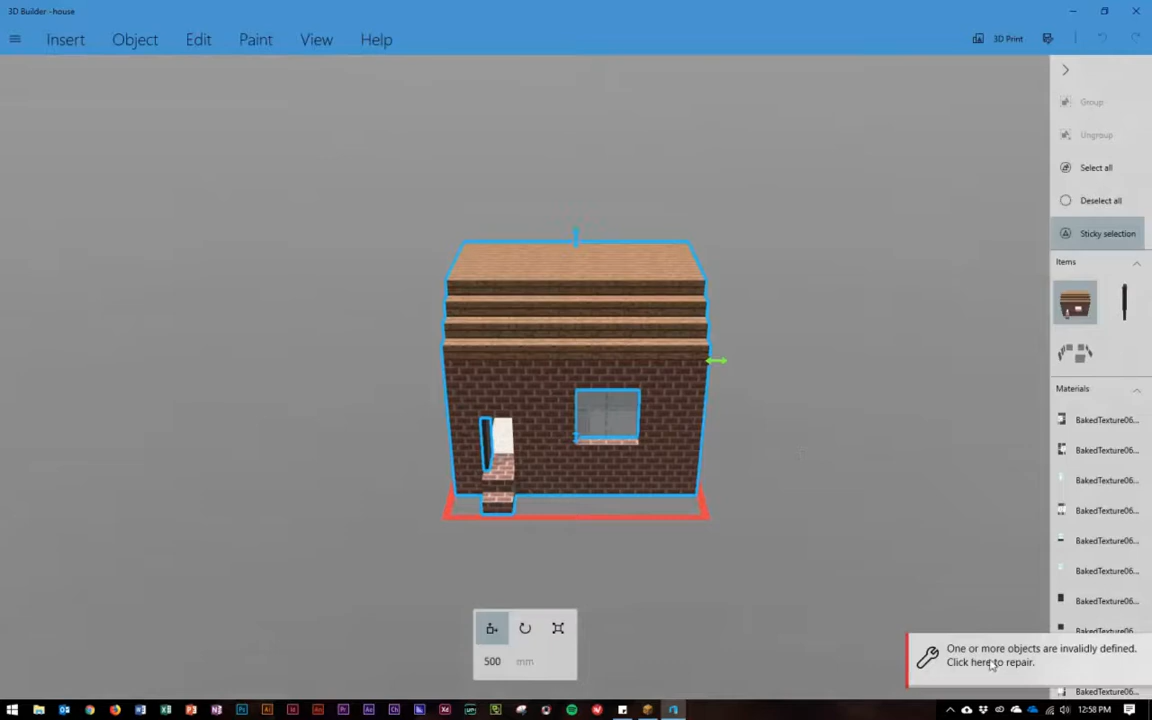 3D Builder -house
Insert Object Edit Paint View Help
3D Print
Group
Ungroup
Select all
Deselect all
Sticky selection
Items
Materials
BakedTexture06...
BakedTexture06...
BakedTexture06...
BakedTexture06...
BakedTexture06...
BakedTexture06...
BakedTexture06...
One or more objects are invalidly defined.
Click here to repair.
500 mm
BakedTexture06...
12:58 PM